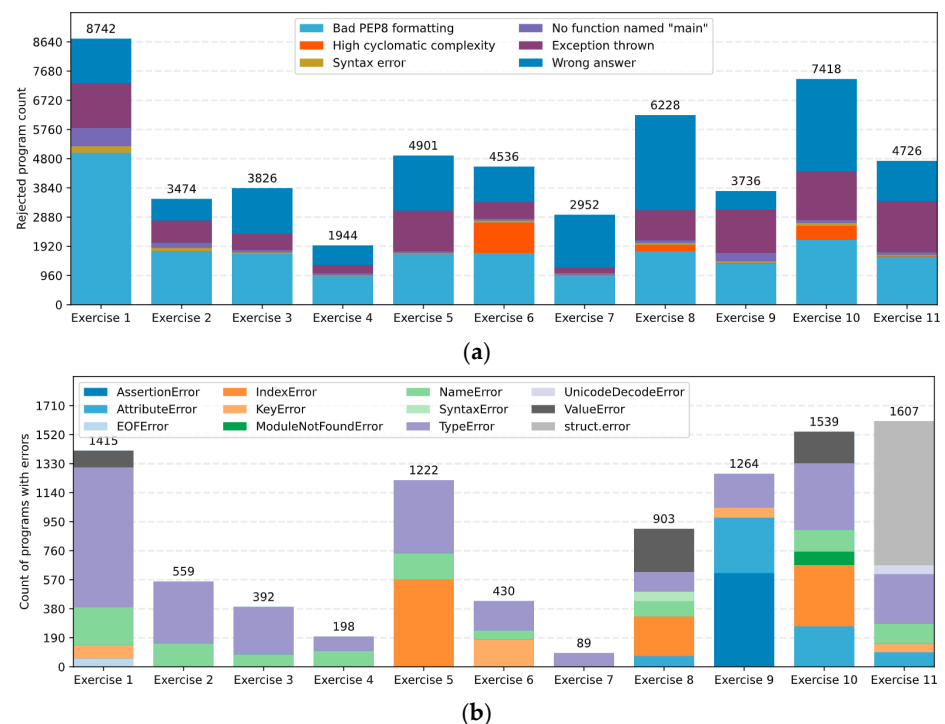 8742
8640
7680
6720
5760
4800
3840
2880
1920
960
0
Rejected program count
Bad PEP8 formatting
High cyclomatic complexity
Syntax error
No function named "main"
Exception thrown
Wrong answer
3474
3826
1944
4901
4536
2952
6228
3736
7418
4726
Exercise 1 Exercise 2 Exercise 3 Exercise 4 Exercise 5 Exercise 6 Exercise 7 Exercise 8 Exercise 9 Exercise 10 Exercise 11
(a)
1710
1520
1330
1140
950
760
570
380
190
0
Count of programs with errors
AssertionError
AttributeError
EOFError
IndexError
KeyError
ModuleNotFoundError
NameError
SyntaxError
TypeError
UnicodeDecodeError
ValueError
struct.error
1415
559
392
198
1222
430
89
903
1264
1539
1607
Exercise 1 Exercise 2 Exercise 3 Exercise 4 Exercise 5 Exercise 6 Exercise 7 Exercise 8 Exercise 9 Exercise 10 Exercise 11
(b)